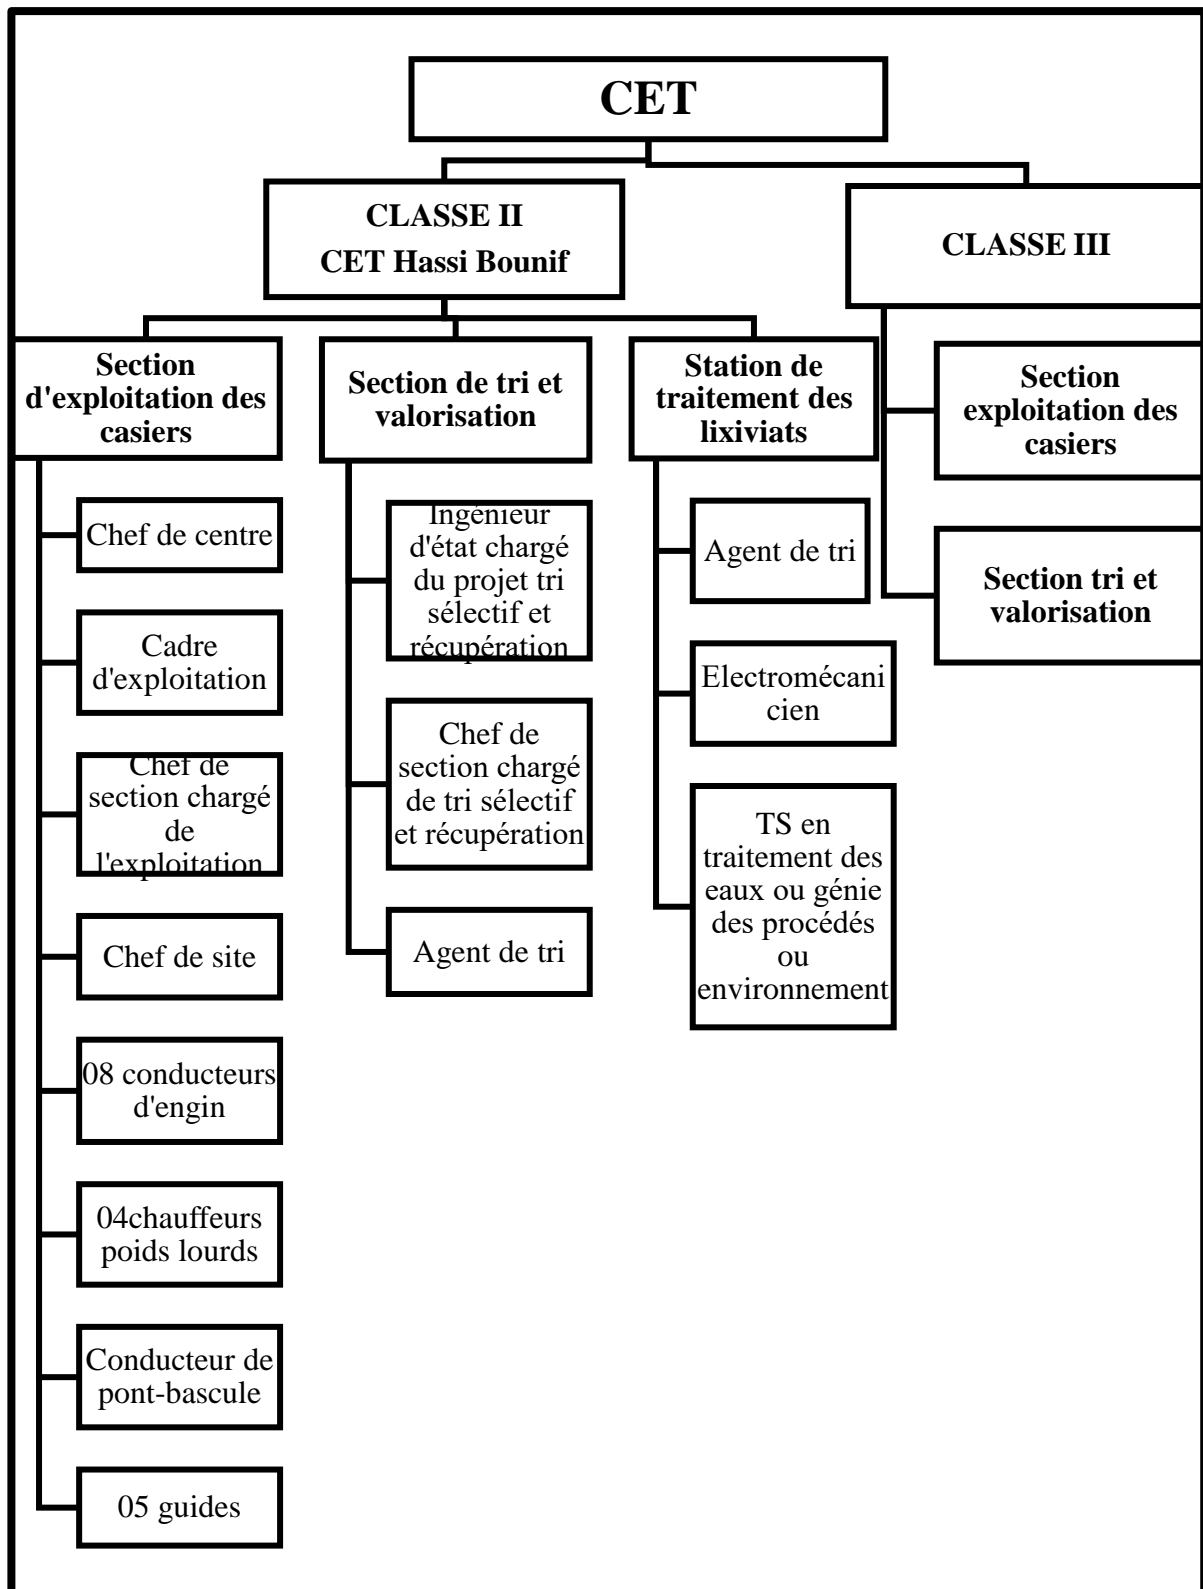 CET
CLASSE II
CET Hassi Bounif
CLASSE III
Section
d'exploitation des
casiers
Chef de centre
Cadre
d'exploitation
Chef de
section chargé
de
l'exploitation
Chef de site
08 conducteurs
d'engin
04chauffeurs
poids lourds
Conducteur de
pont-bascule
05 guides
Section de tri et
valorisation
Ingénieur
d'état chargé
du projet tri
sélectif et
récupération
Chef de
section chargé
de tri sélectif
et récupération
Agent de tri
Station de
traitement des
lixiviats
Agent de tri
Electromécani
cien
TS en
traitement des
eaux ou génie
des procédés
ou
environnement
Section
exploitation des
casiers
Section tri et
valorisation